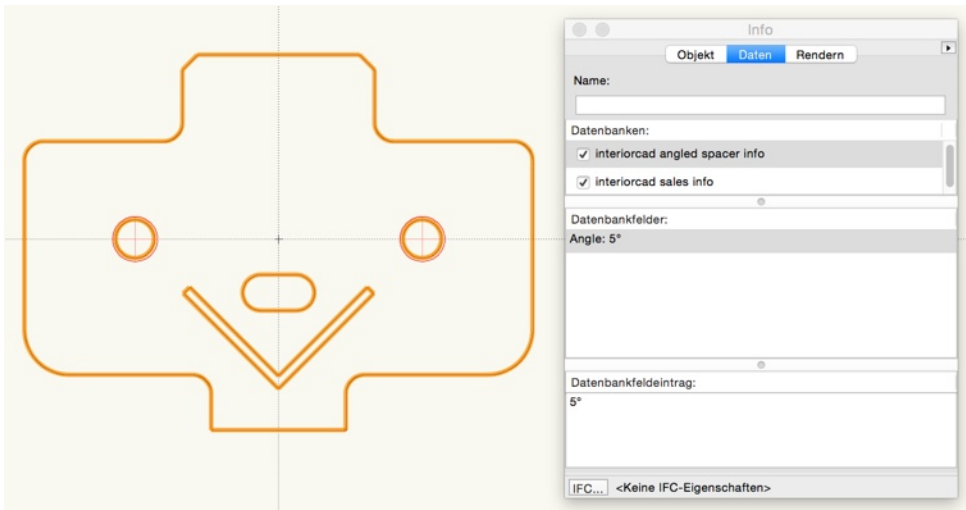 Info
Objekt Daten Rendern
Name:
Datenbanken:
interiorcad angled spacer info
interiorcad sales info
Datenbankfelder:
Angle: 5°
Datenbankfeldeintrag:
5°
IFC... <Keine IFC-Eigenschaften>